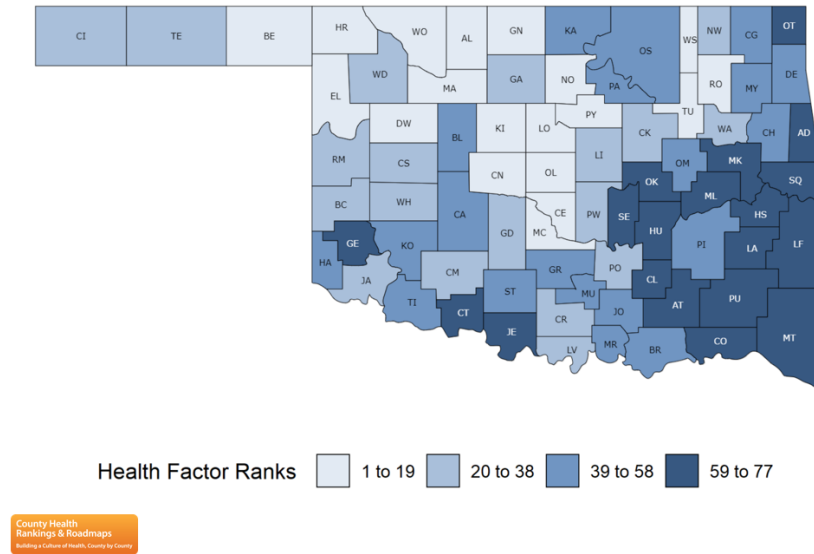 HR WO AL GN KA OS WS NW CG OT
CI TE BE
WD MA GA NO PA RO MY DE
EL
DW BL KI LO PY CK TU WA CH AD
RM CS LI OM MK
CN OL OK SQ
BC WH CA PW SE ML HS
GE CE HU
HA KO GD MC PI LA LF
JA CM GR PO CL
TI ST MU JO AT PU
CT CR
JE LV MR BR CO MT
Health Factor Ranks 1 to 19 20 to 38 39 to 58 59 to 77
County Health
Rankings & Roadmaps
Building a Culture of Health, County by County